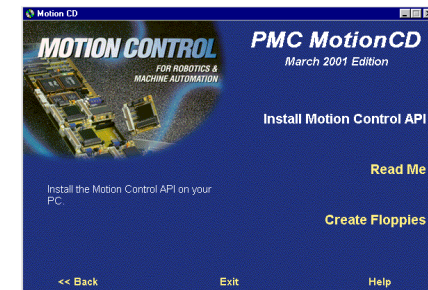 Motion CD
MOTION CONTROL
FOR ROBOTICS &
MACHINE AUTOMATION
PMC MotionCD
March 2001 Edition
Install Motion Control API
Read Me
Install the Motion Control API on your
PC.
Create Floppies
<< Back
Exit
Help